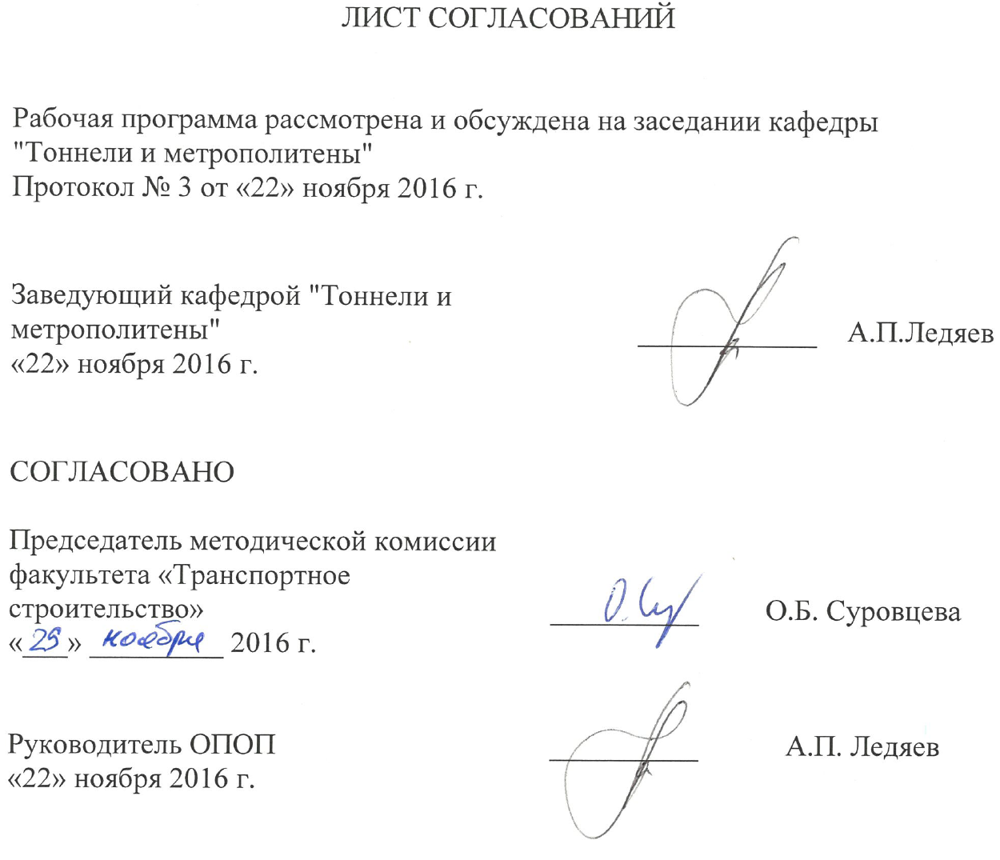 ЛИСТ СОГЛАСОВАНИЙ
Рабочая программа рассмотрена и обсуждена на заседании кафедры
"Тоннели и метрополитены"
Протокол № 3 от «22» ноября 2016 г.
Заведующий кафедрой "Тоннели и
метрополитены"
«22» ноября 2016 г.
А.П.Ледяев
СОГЛАСОВАНО
Председатель методической комиссии
факультета «Транспортное
строительство»
«25» ноября 2016 г.
О.Б. Суровцева
Руководитель ОПОП
«22» ноября 2016 г.
А.П. Ледяев